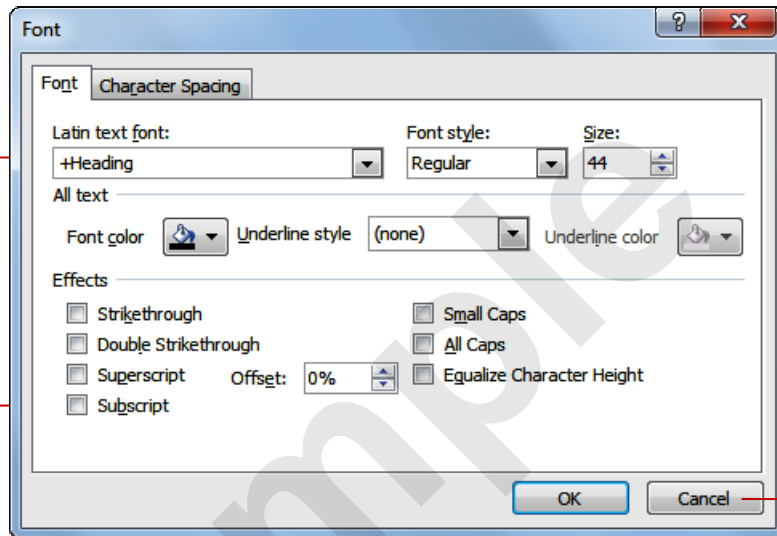 Font
?
X
Font Character Spacing
Latin text font: Font style: Size:
+Heading Regular 44
All text
Font color Underline style (none) Underline color
Effects
Strikethrough Small Caps
Double Strikethrough All Caps
Superscript Offset: 0% Equalize Character Height
Subscript
OK Cancel
mple